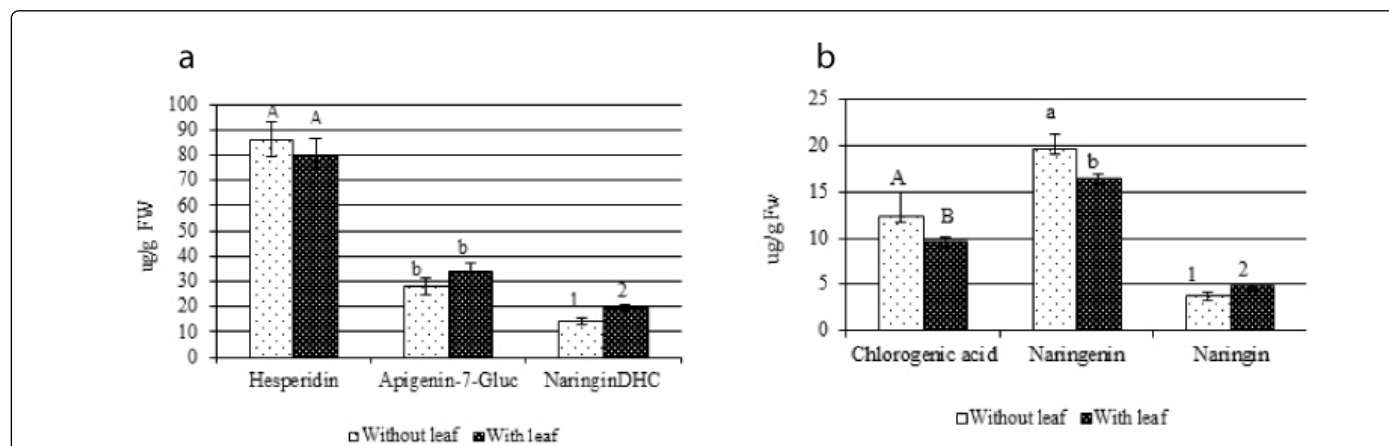 a
100
90
80
70
60
50
40
30
20
10
0
ug/g FW
A A
b b
1 2
Hesperidin Apigenin-7-Gluc NaringinDHC
Without leaf With leaf
b
25
20
15
10
5
0
ug/gFw
A B
a b
1 2
Chlorogenic acid Naringenin Naringin
Without leaf With leaf